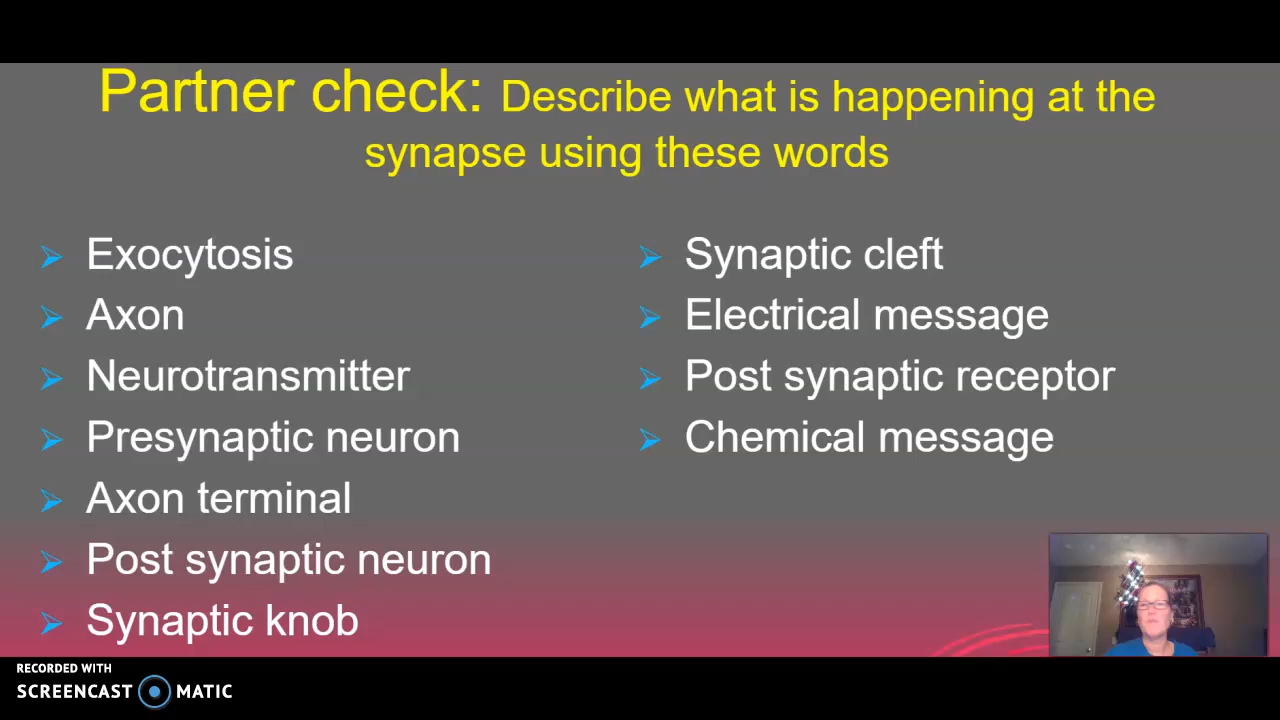 Partner check: Describe what is happening at the
synapse using these words
Exocytosis
Axon
Neurotransmitter
Presynaptic neuron
Axon terminal
Post synaptic neuron
Synaptic knob
Synaptic cleft
Electrical message
Post synaptic receptor
Chemical message
RECORDED WITH
SCREENCAST MATIC